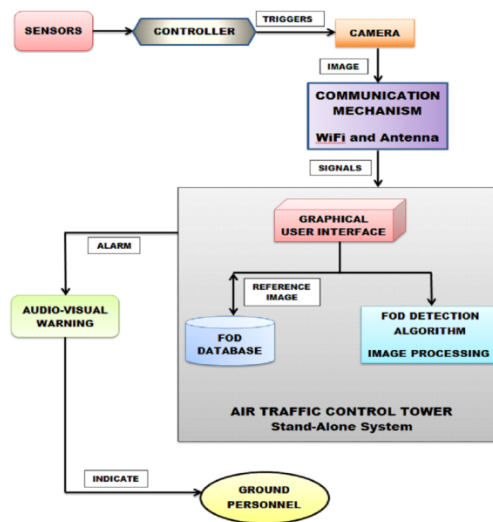 SENSORS
CONTROLLER
TRIGGERS
CAMERA
IMAGE
COMMUNICATION
MECHANISM
WiFi and Antenna
SIGNALS
GRAPHICAL
USER INTERFACE
ALARM
REFERENCE
IMAGE
AUDIO-VISUAL
WARNING
FOD
DATABASE
FOD DETECTION
ALGORITHM
IMAGE PROCESSING
AIR TRAFFIC CONTROL TOWER
Stand-Alone System
INDICATE
GROUND
PERSONNEL